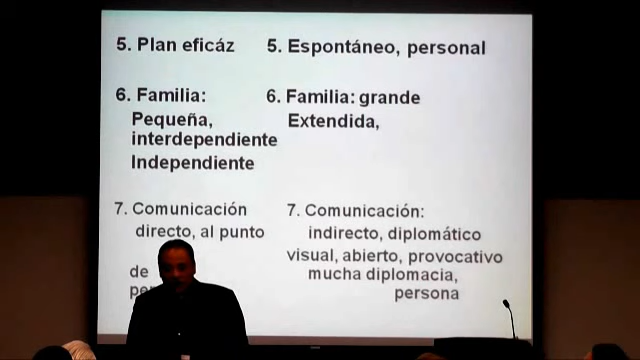 5. Plan eficáz
6. Familia:
Pequeña,
interdependiente
Independiente
7. Comunicación
directo, al punto
de
5. Espontáneo, personal
6. Familia: grande
Extendida,
7. Comunicación:
indirecto, diplomático
visual, abierto, provocativo
mucha diplomacia,
persona